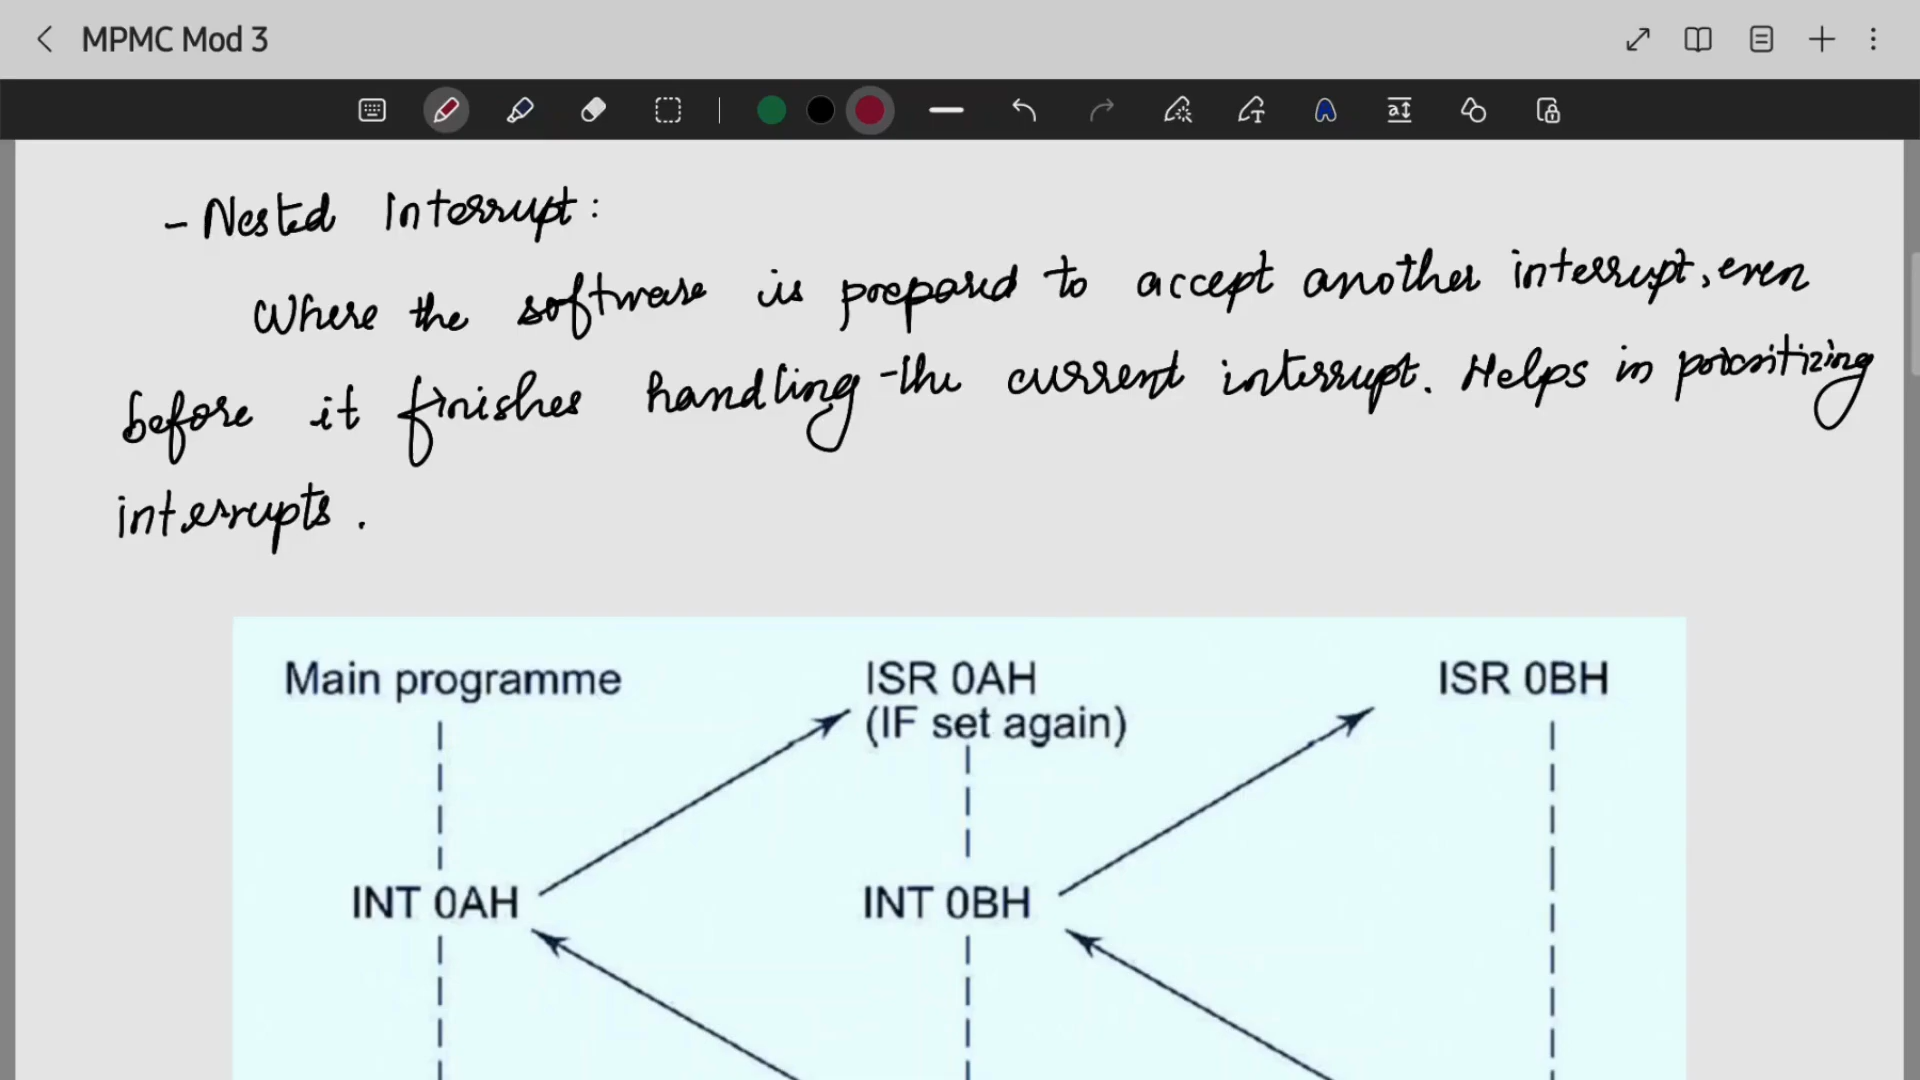 MPMC Mod 3
- Nested Interrupt:
Where the software is prepared to accept another interrupt, even
before it finishes handling the current interrupt. Helps in prioritizing
interrupts.
Main programme
ISR 0AH
ISR 0BH
(IF set again)
INT 0AH
INT 0BH